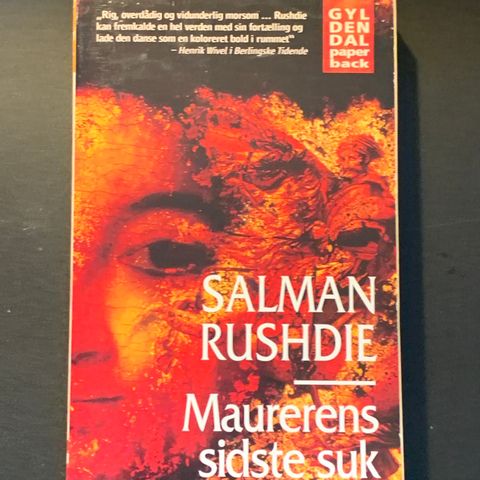 „Rig, overdådig og vidunderlig morsom ... Rushdie
kan fremkalde en hel verden med sin fortælling og
lade den danse som en koloreret bold i rummet“
– Henrik Wivel i Berlingske Tidende
GYL
DEN
DAL
paper
back
SALMAN
RUSHDIE
Maurerens
sidste suk